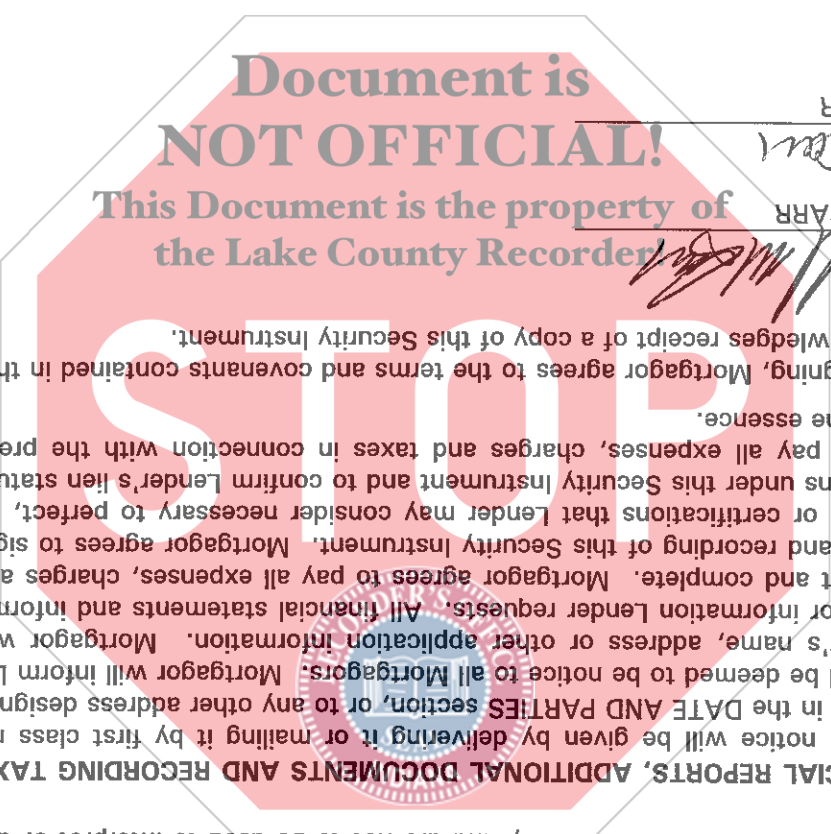 Document is
NOT OFFICIAL!
This Document is the property of
the Lake County Recorder!
STOP
RECORDER'S OFFICE
SEAL
INDIANA
CIAL REPORTS, ADDITIONAL DOCUMENTS AND RECORDING TAX
notice will be given by delivering it or mailing it by first class
in the DATE AND PARTIES section, or to any other address design
be deemed to be notice to all Mortgagors. Mortgagor will inform L
's name, address or other application information. Mortgagor w
or information Lender requests. All financial statements and inform
t and complete. Mortgagor agrees to pay all expenses, charges a
and recording of this Security Instrument. Mortgagor agrees to sig
or certifications that Lender may consider necessary to perfect,
ns under this Security Instrument and to confirm Lender's lien statu
pay all expenses, charges and taxes in connection with the pre
he essence.
gning, Mortgagor agrees to the terms and covenants contained in th
wledges receipt of a copy of this Security Instrument.
ARR
R